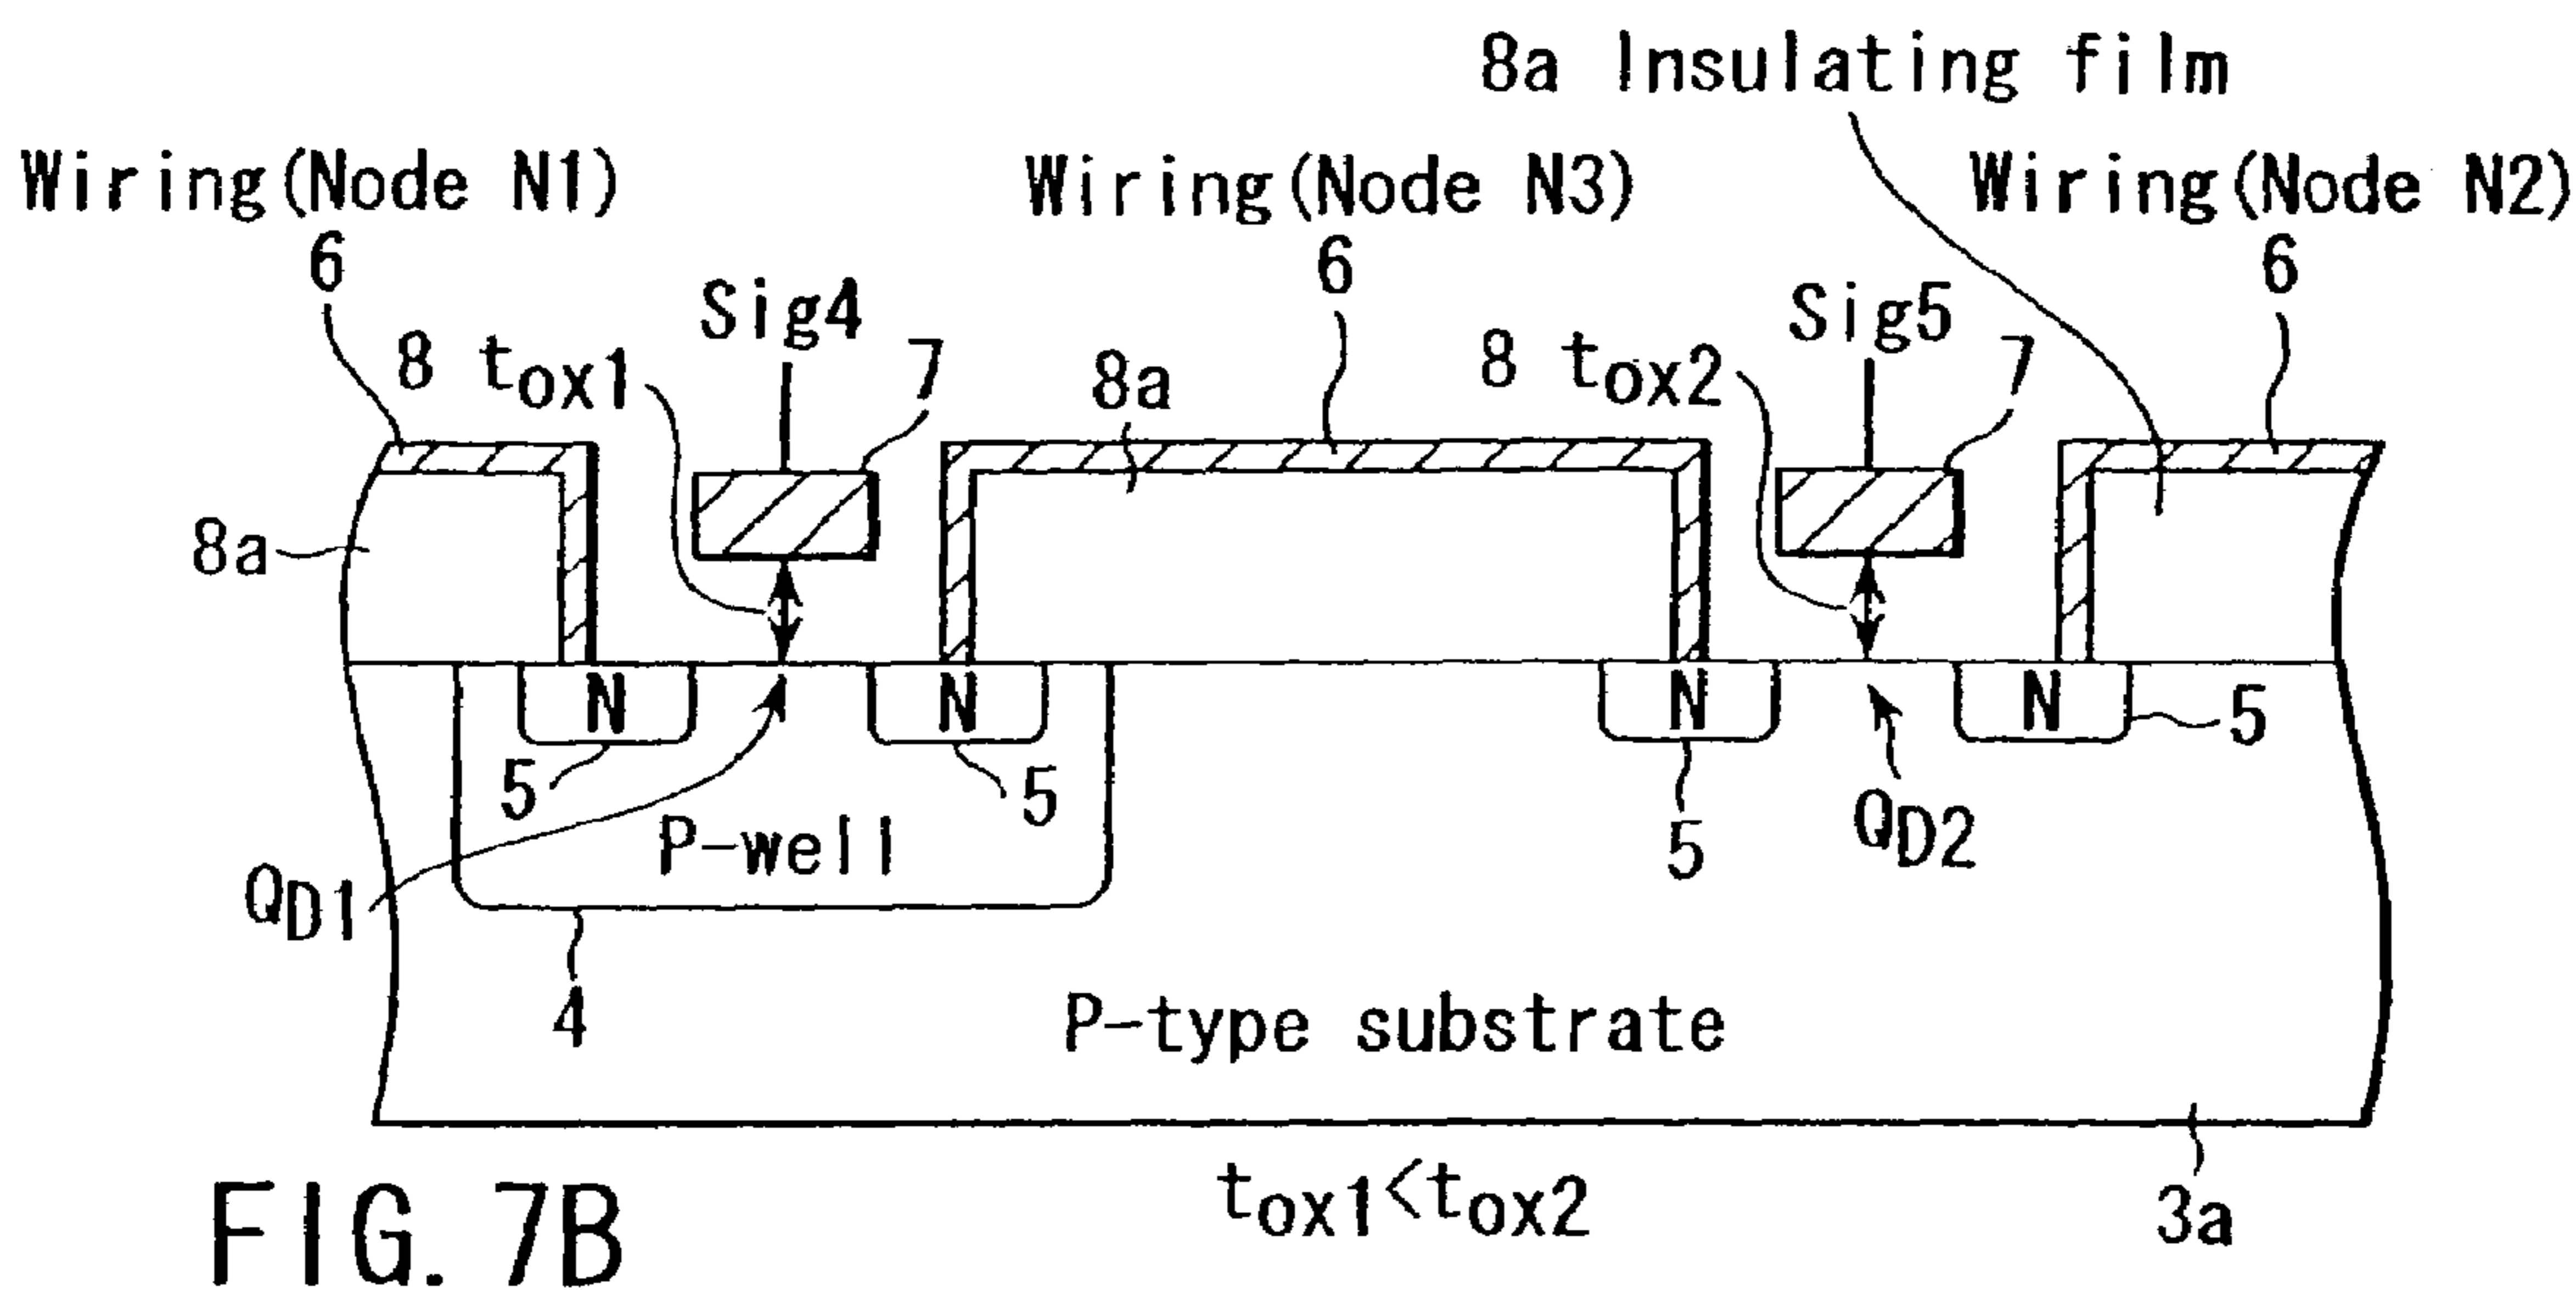 8a Insulating film
Wiring(Node N1)
Wiring(Node N3)
Wiring(Node N2)
6
6
6
Sig4
Sig5
8 tox1
7
8a
8 tox2
7
8a
N
N
N
N
5
5
5
5
P-well
QD1
QD2
4
P-type substrate
tox1<tox2
3a
FIG. 7B